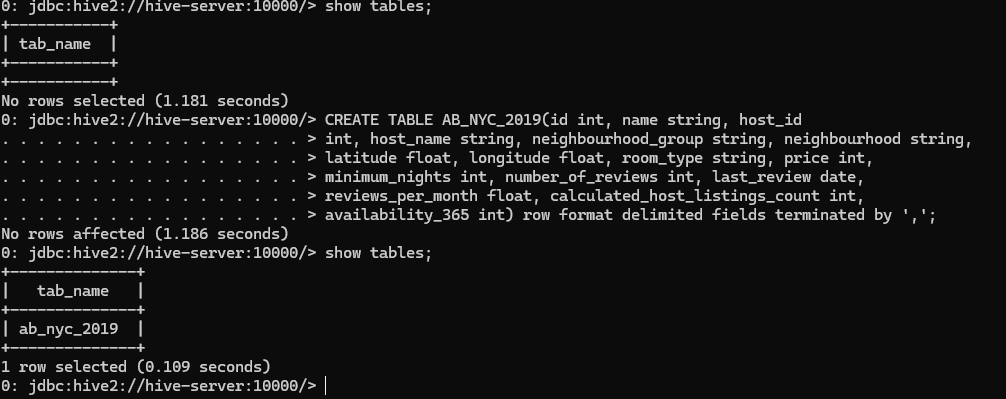 0: jdbc:hive2://hive-server:10000/> show tables;
+-----------+
| tab_name  |
+-----------+
+-----------+
No rows selected (1.181 seconds)
0: jdbc:hive2://hive-server:10000/> CREATE TABLE AB_NYC_2019(id int, name string, host_id
. . . . . . . . . . . . . . . . . > int, host_name string, neighbourhood_group string, neighbourhood string,
. . . . . . . . . . . . . . . . . > latitude float, longitude float, room_type string, price int,
. . . . . . . . . . . . . . . . . > minimum_nights int, number_of_reviews int, last_review date,
. . . . . . . . . . . . . . . . . > reviews_per_month float, calculated_host_listings_count int,
. . . . . . . . . . . . . . . . . > availability_365 int) row format delimited fields terminated by ',';
No rows affected (1.186 seconds)
0: jdbc:hive2://hive-server:10000/> show tables;
+--------------+
|   tab_name   |
+--------------+
| ab_nyc_2019  |
+--------------+
1 row selected (0.109 seconds)
0: jdbc:hive2://hive-server:10000/>